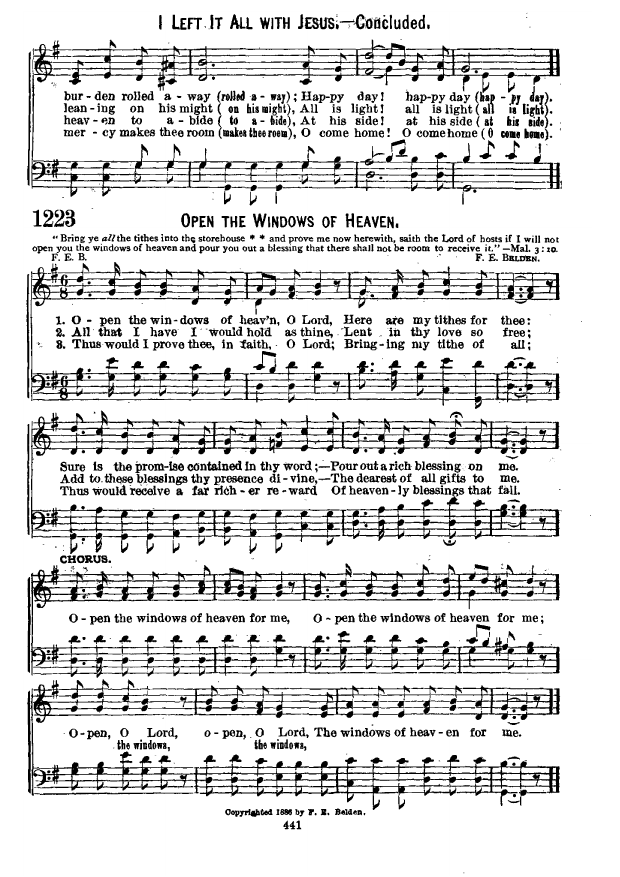 I LEFT IT ALL WITH JESUS.—Concluded.
bur-den rolled a-way (rolled a-way); Hap-py day! hap-py day (hap-py day).
lean-ing on his might (on his might), All is light! all is light (all is light).
heav-en to a-bide (to a-bide), At his side! at his side (at his side).
mer-cy makes thee room (makes thee room), O come home! O come home (O come home).
1223 OPEN THE WINDOWS OF HEAVEN.
"Bring ye all the tithes into the storehouse * * and prove me now herewith, saith the Lord of hosts if I will not
open you the windows of heaven and pour you out a blessing that there shall not be room to receive it."—Mal. 3:10.
F. E. B. F. E. BELDEN.
1. O-pen the win-dows of heav'n, O Lord, Here are my tithes for thee:
2. All that I have I would hold as thine, Lent in thy love so free;
3. Thus would I prove thee, in faith, O Lord; Bring-ing my tithe of all;
Sure is the prom-ise contained in thy word;—Pour out a rich blessing on me.
Add to these blessings thy presence di-vine,—The dearest of all gifts to me.
Thus would receive a far rich-er re-ward Of heaven-ly blessings that fall.
CHORUS.
O-pen the windows of heaven for me, O-pen the windows of heaven for me;
O-pen, O Lord, o-pen, O Lord, The windows of heav-en for me.
the windows, the windows,
Copyrighted 1886 by F. E. Belden.
441